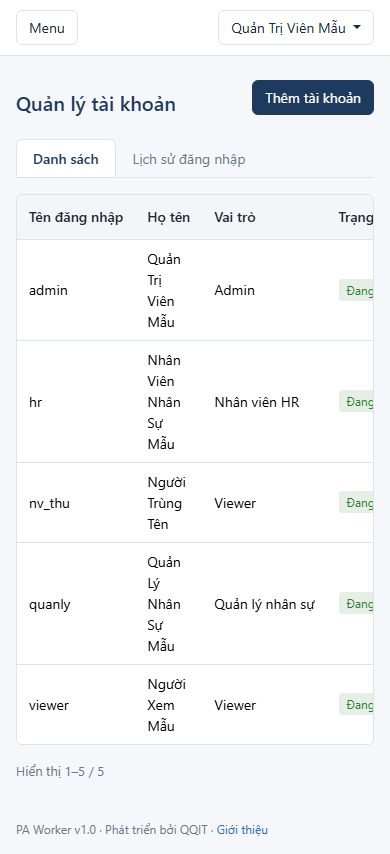 Menu
Quản Trị Viên Mẫu
Quản lý tài khoản
Thêm tài khoản
Danh sách
Lịch sử đăng nhập
Tên đăng nhập Họ tên Vai trò Trạng
admin Quản Trị Viên Mẫu Admin Đang
hr Nhân Viên Nhân Sự Mẫu Nhân viên HR Đang
nv_thu Người Trùng Tên Viewer Đang
quanly Quản Lý Nhân Sự Mẫu Quản lý nhân sự Đang
viewer Người Xem Mẫu Viewer Đang
Hiển thị 1–5 / 5
PA Worker v1.0 · Phát triển bởi QQIT · Giới thiệu